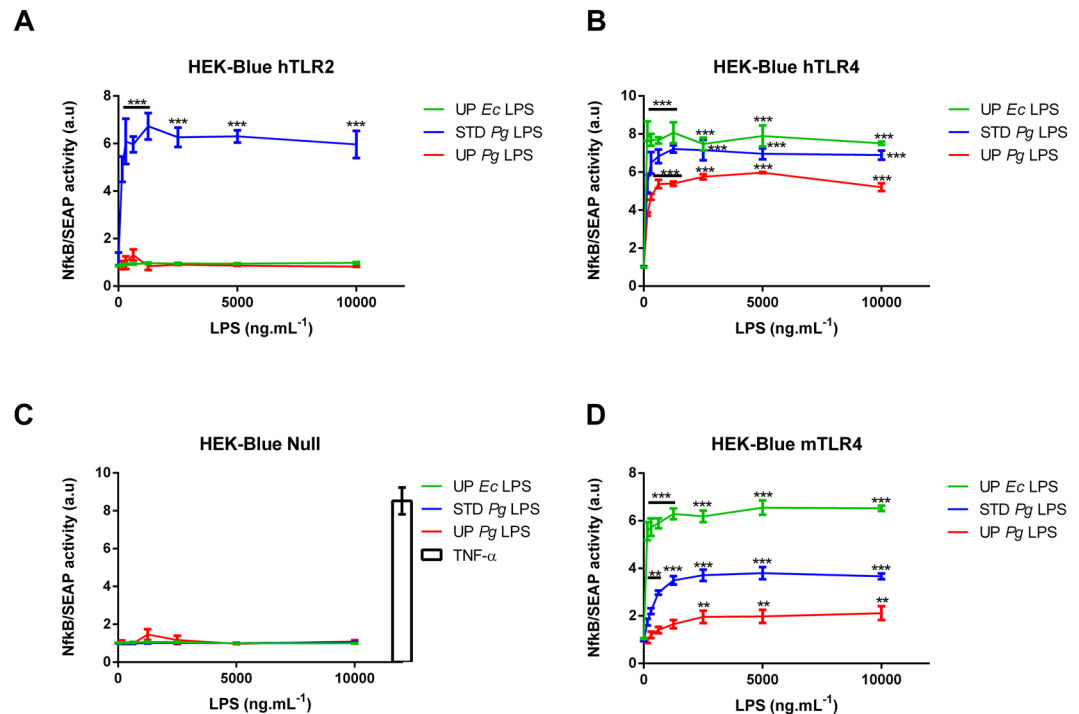 A
HEK-Blue hTLR2
NfkB/SEAP activity (a.u)
8
6
4
2
0
***
***
***
***
0
5000
10000
LPS (ng.mL⁻¹)
UP Ec LPS
STD Pg LPS
UP Pg LPS
B
HEK-Blue hTLR4
NfkB/SEAP activity (a.u)
10
8
6
4
2
0
***
***
***
***
***
***
***
***
***
***
***
0
5000
10000
LPS (ng.mL⁻¹)
UP Ec LPS
STD Pg LPS
UP Pg LPS
C
HEK-Blue Null
NfkB/SEAP activity (a.u)
10
8
6
4
2
0
0
5000
10000
LPS (ng.mL⁻¹)
UP Ec LPS
STD Pg LPS
UP Pg LPS
TNF-α
D
HEK-Blue mTLR4
NfkB/SEAP activity (a.u)
8
6
4
2
0
***
***
***
***
**
***
***
***
***
**
**
**
0
5000
10000
LPS (ng.mL⁻¹)
UP Ec LPS
STD Pg LPS
UP Pg LPS